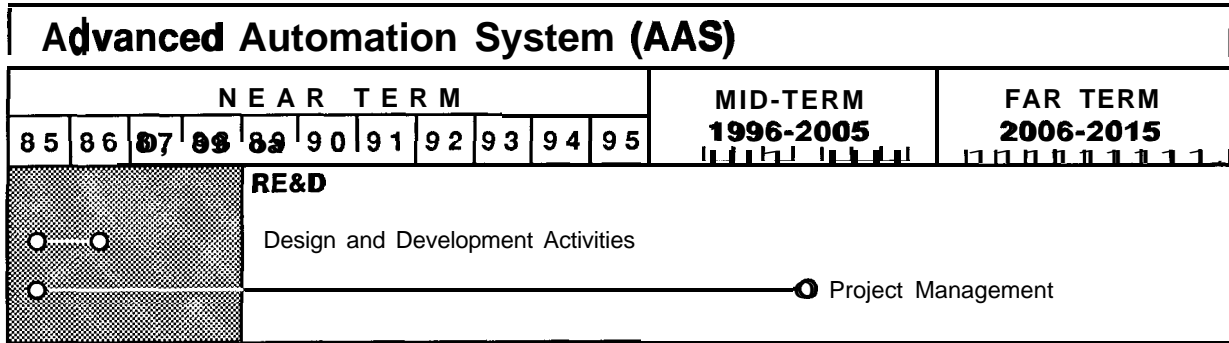 Advanced Automation System (AAS)
NEAR TERM MID-TERM FAR TERM
85 86 87 89 90 91 92 93 94 95 1996-2005 2006-2015
RE&D
Design and Development Activities
Project Management